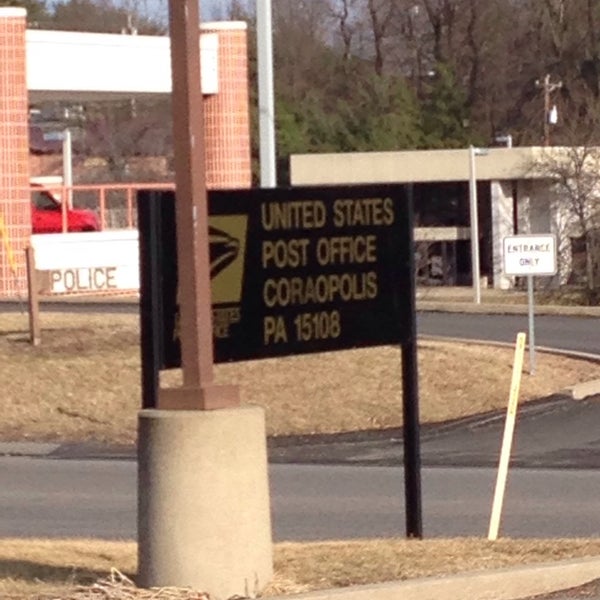 UNITED STATES
POST OFFICE
CORAOPOLIS
PA 15108
POLICE
ENTRANCE
ONLY